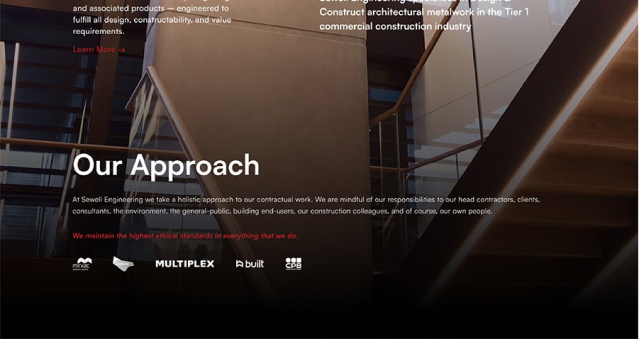 and associated products — engineered to
fulfill all design, constructability, and value
requirements.
Learn More →
Construct architectural metalwork in the Tier 1
commercial construction industry
Our Approach
At Sewell Engineering we take a holistic approach to our contractual work. We are mindful of our responsibilities to our head contractors, clients,
consultants, the environment, the general-public, building end-users, our construction colleagues, and of course, our own people.
We maintain the highest ethical standards in everything that we do.
mirvac
MULTIPLEX
built
CPB